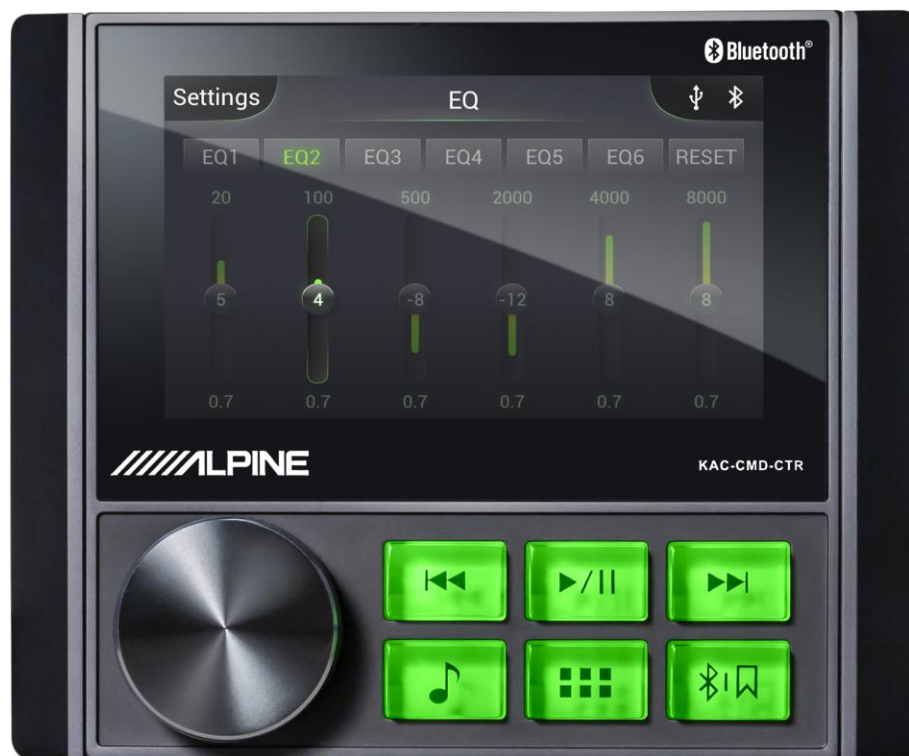 Bluetooth®
Settings EQ
EQ1 EQ2 EQ3 EQ4 EQ5 EQ6 RESET
20 100 500 2000 4000 8000
5 4 -8 -12 8 8
0.7 0.7 0.7 0.7 0.7 0.7
ALPINE
KAC-CMD-CTR